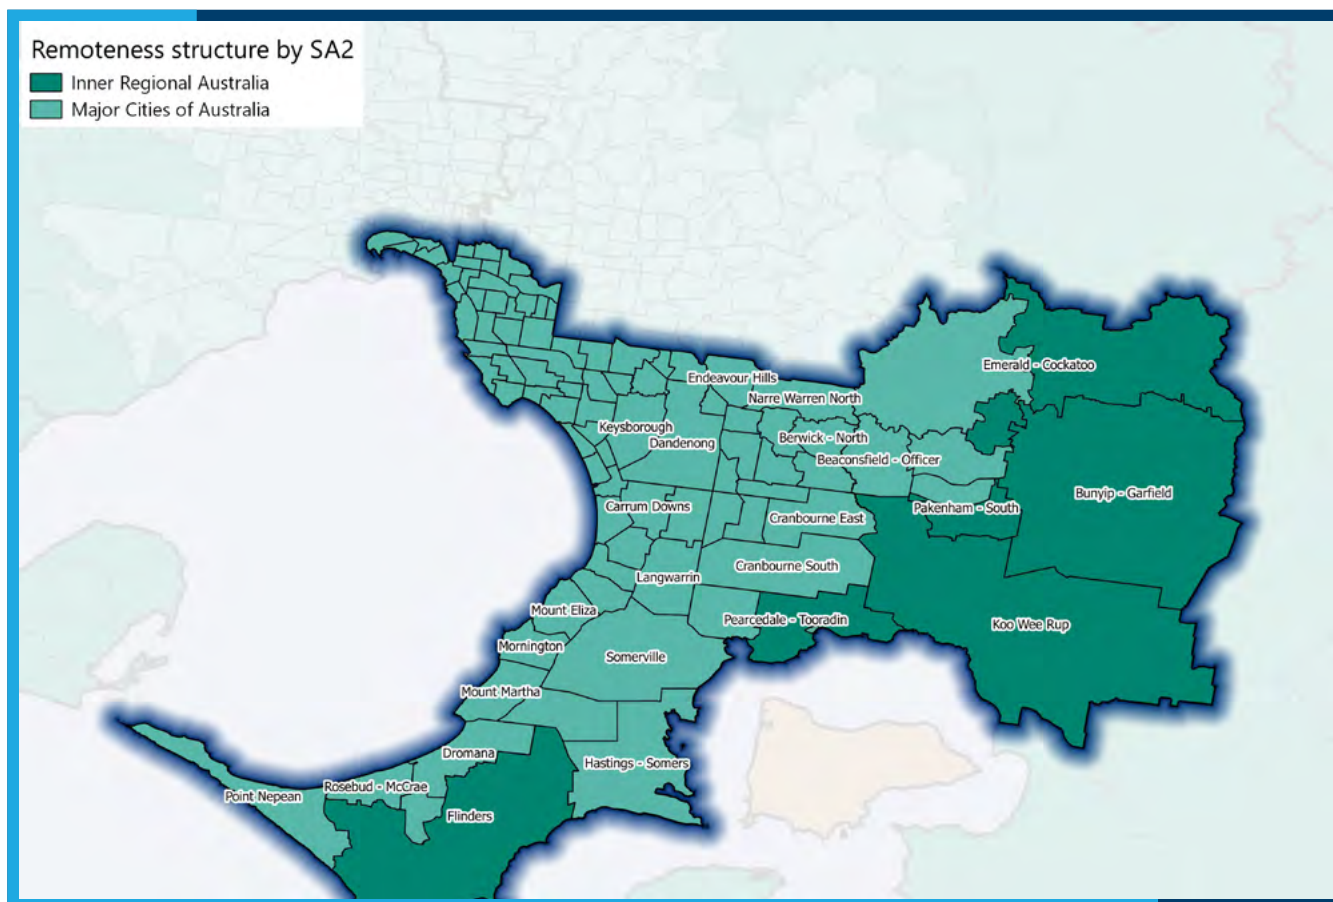 Remoteness structure by SA2
Inner Regional Australia
Major Cities of Australia
Emerald - Cockatoo
Endeavour Hills
Narre Warren North
Keysborough
Berwick - North
Dandenong
Beaconsfield - Officer
Bunyip - Garfield
Carrum Downs
Pakenham - South
Cranbourne East
Cranbourne South
Langwarrin
Mount Eliza
Pearcedale - Tooradin
Koo Wee Rup
Mornington
Somerville
Mount Martha
Dromana
Hastings - Somers
Rosebud - McCrae
Point Nepean
Flinders